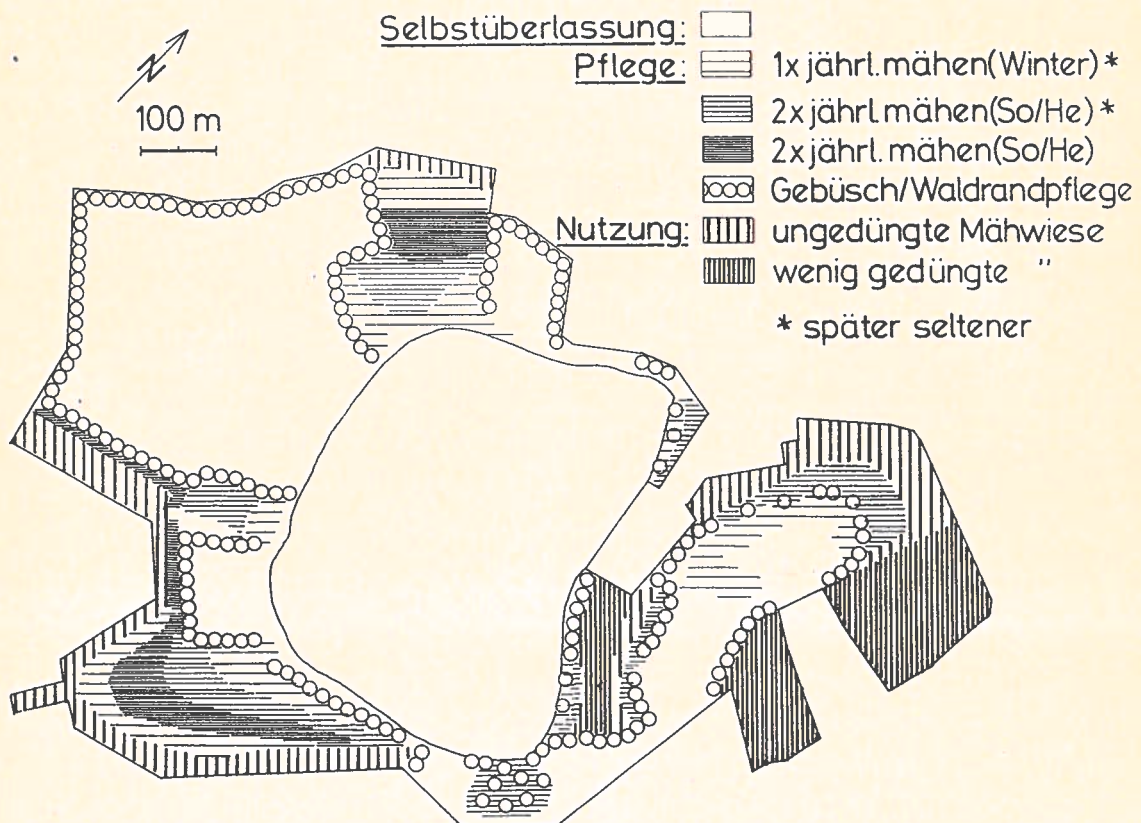 Selbstüberlassung:
Pflege: 1x jährl. mähen (Winter) *
2x jährl. mähen (So/He) *
2x jährl. mähen (So/He)
Gebüsch/Waldrandpflege
Nutzung: ungedüngte Mähwiese
wenig gedüngte "
* später seltener
N
100 m